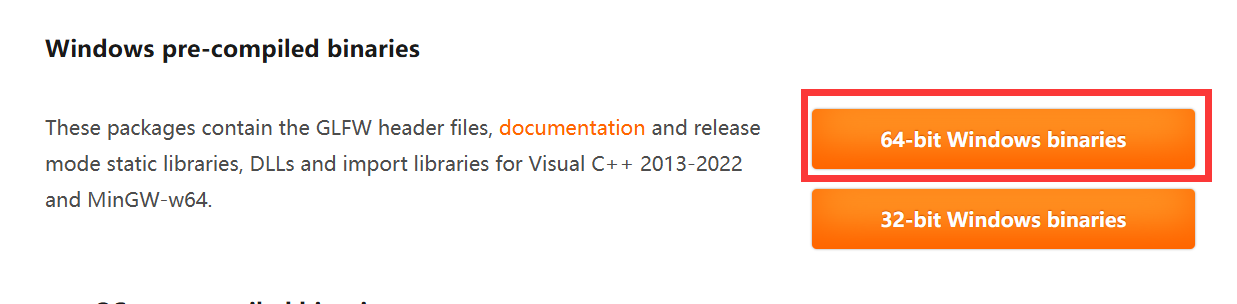 Windows pre-compiled binaries
These packages contain the GLFW header files, documentation and release
mode static libraries, DLLs and import libraries for Visual C++ 2013-2022
and MinGW-w64.
64-bit Windows binaries
32-bit Windows binaries